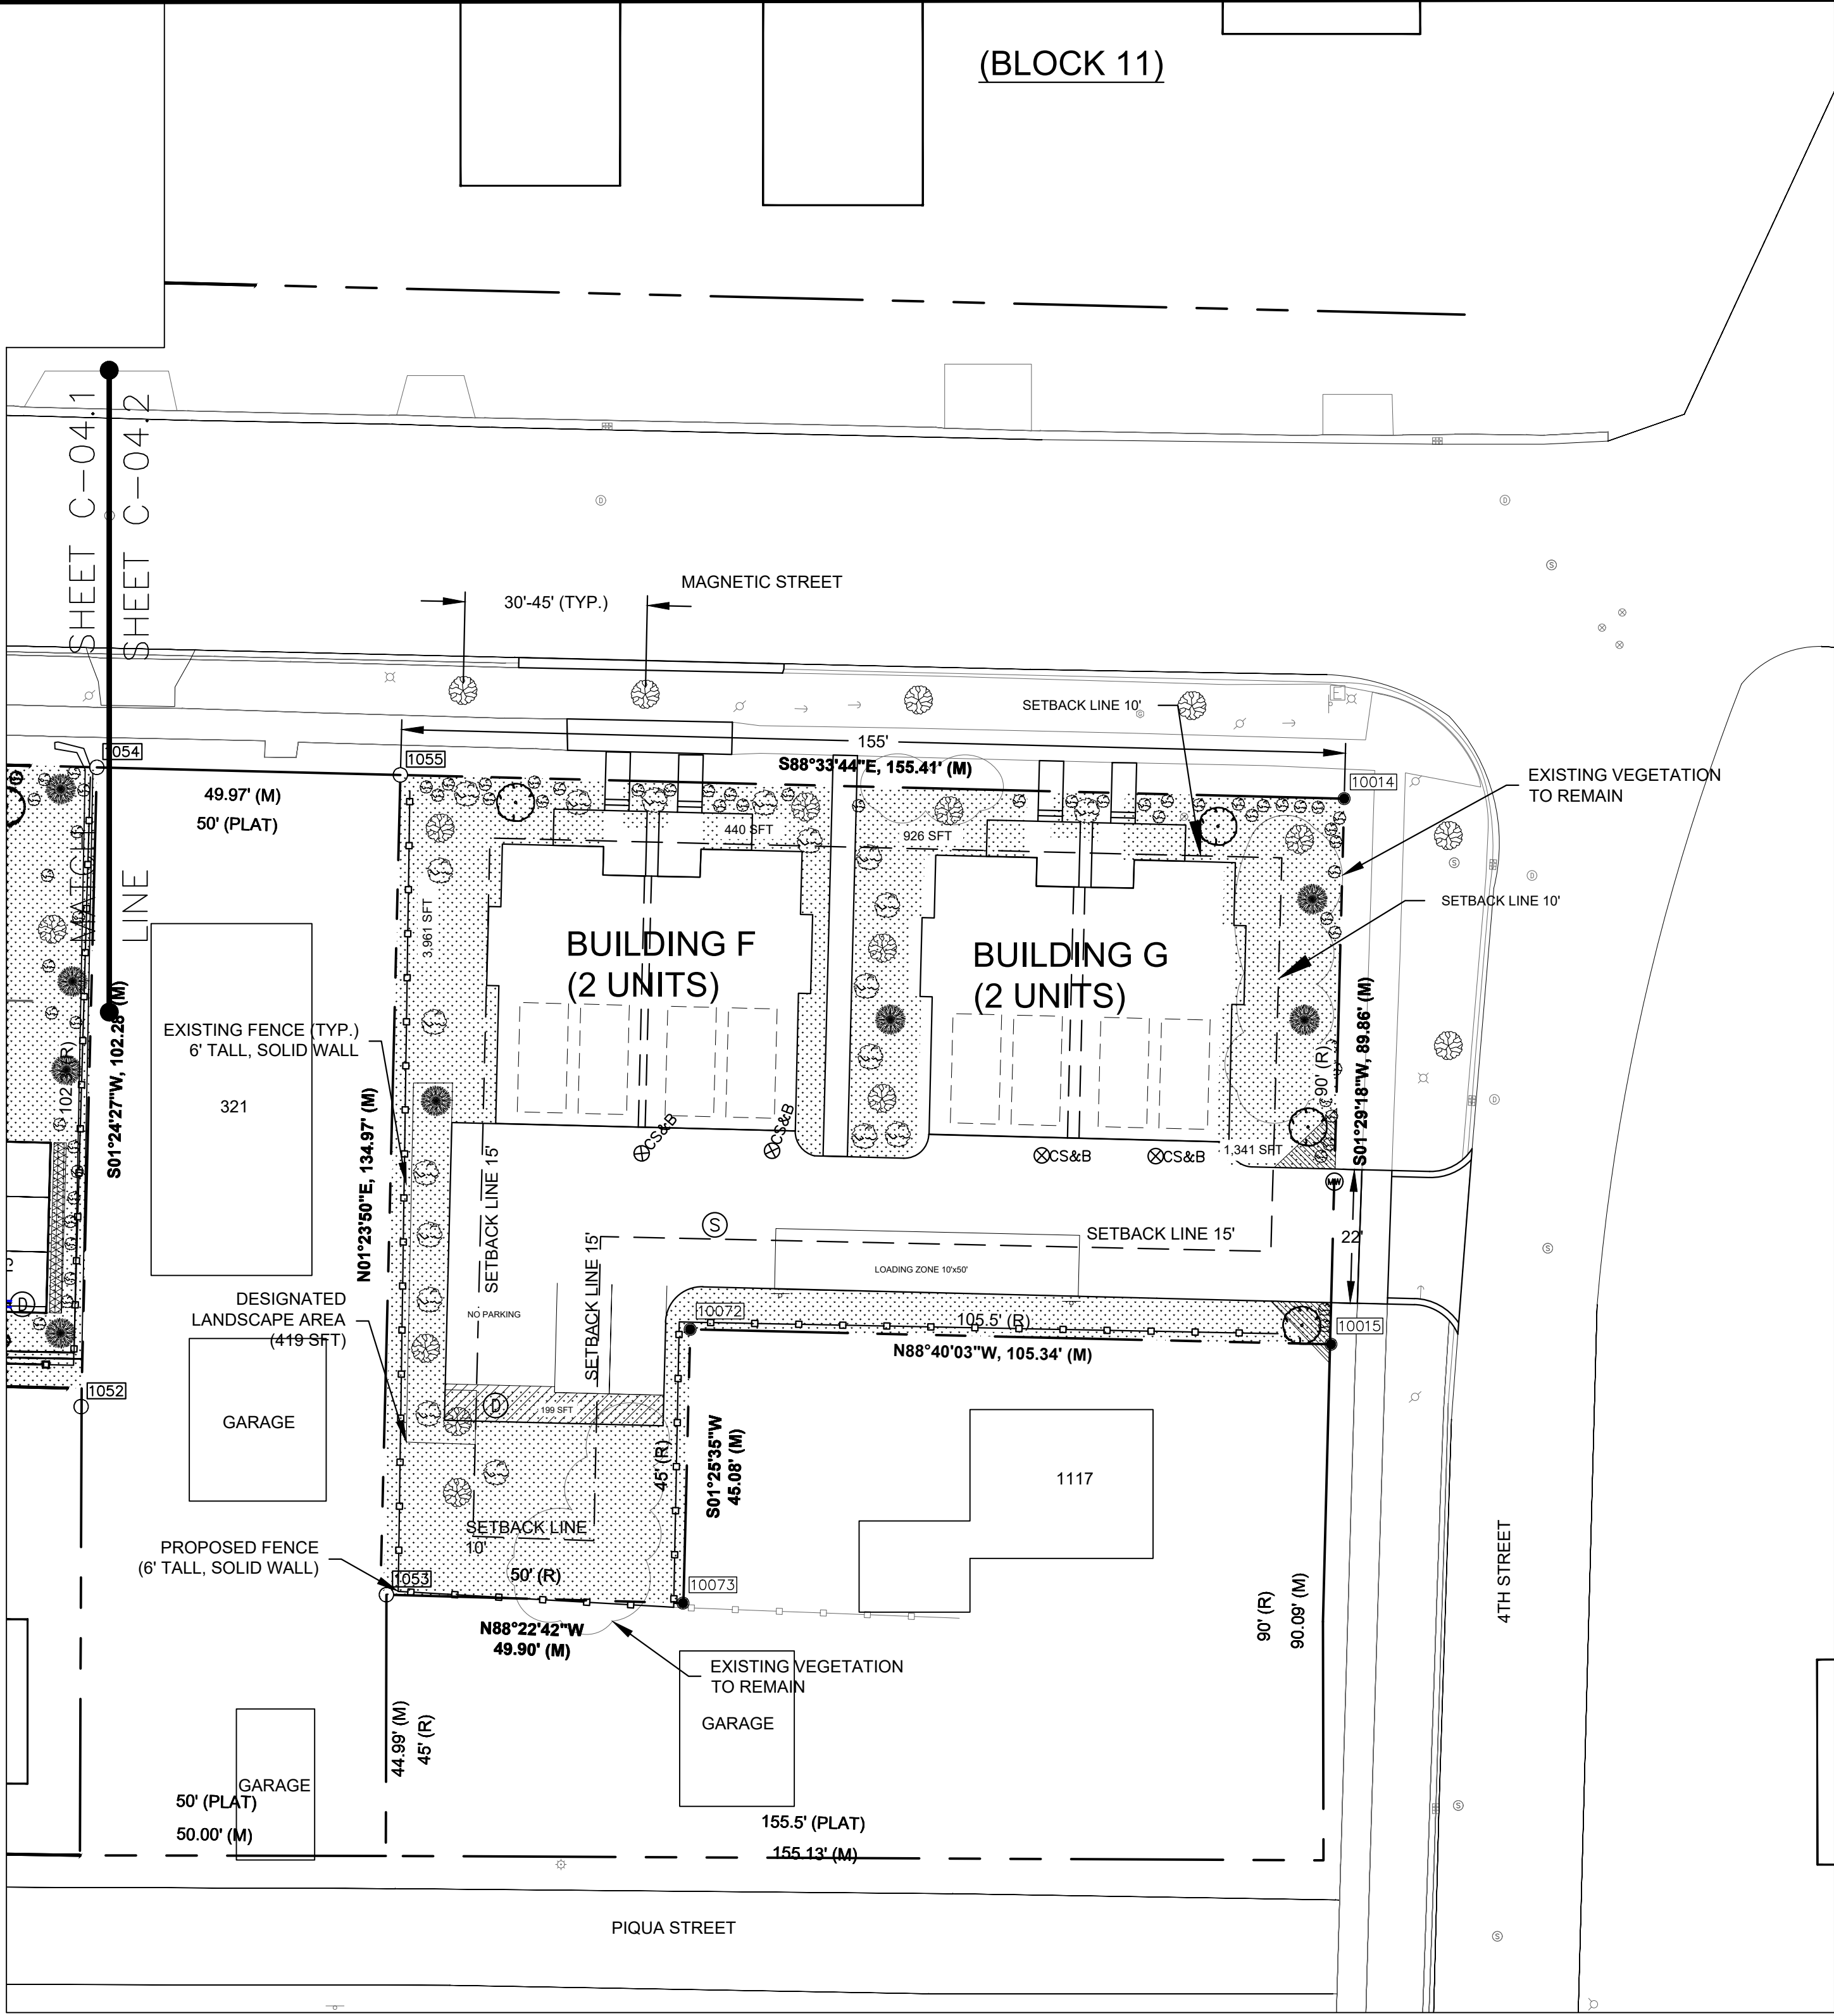 (BLOCK 11)
SHEET C-04.1
SHEET C-04.2
MATCH
LINE
MAGNETIC STREET
30'-45' (TYP.)
SETBACK LINE 10'
155'
S88°33'44"E, 155.41' (M)
1054
1055
10014
49.97' (M)
50' (PLAT)
EXISTING VEGETATION
TO REMAIN
440 SFT
926 SFT
SETBACK LINE 10'
3,961 SFT
BUILDING F
(2 UNITS)
BUILDING G
(2 UNITS)
EXISTING FENCE (TYP.)
6' TALL, SOLID WALL
321
S01°24'27"W, 102.28' (M)
N01°23'50"E, 134.97' (M)
90' (R)
S01°29'18"W, 89.86' (M)
CS&B
CS&B
CS&B
CS&B
1,341 SFT
MW
SETBACK LINE 15'
SETBACK LINE 15'
S
SETBACK LINE 15'
22'
LOADING ZONE 10'x50'
NO PARKING
DESIGNATED
LANDSCAPE AREA
(419 SFT)
D
10072
105.5' (R)
10015
N88°40'03"W, 105.34' (M)
1052
GARAGE
D
199 SFT
45' (R)
S01°25'35"W
45.08' (M)
1117
SETBACK LINE
10'
PROPOSED FENCE
(6' TALL, SOLID WALL)
1053
50' (R)
10073
N88°22'42"W
49.90' (M)
4TH STREET
90' (R)
90.09' (M)
EXISTING VEGETATION
TO REMAIN
GARAGE
44.99' (M)
45' (R)
GARAGE
50' (PLAT)
50.00' (M)
155.5' (PLAT)
155.13' (M)
PIQUA STREET